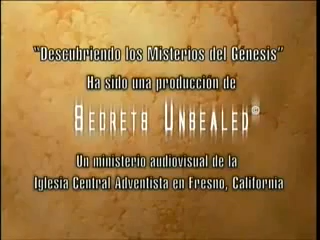 “Descubriendo los Misterios del Génesis”
Ha sido una producción de
Secrets Unsealed©
Un ministerio audiovisual de la
Iglesia Central Adventista en Fresno, California